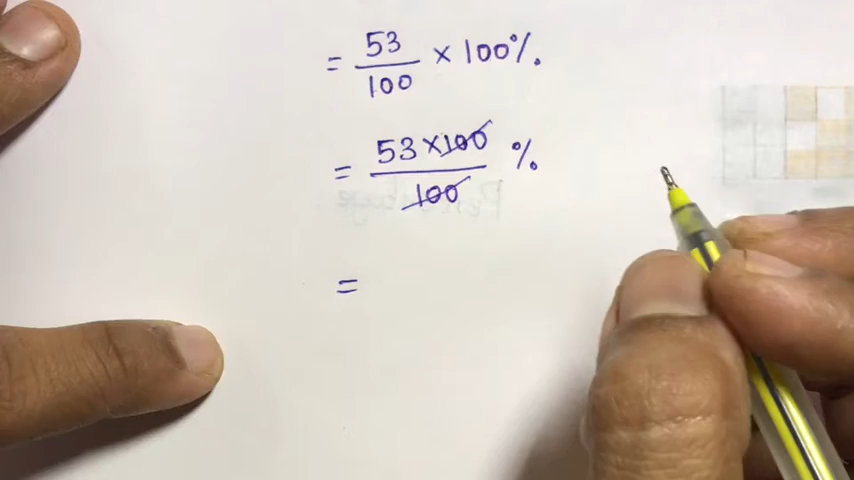 = 53/100 × 100%.
= 53 × 100/100 %.
=